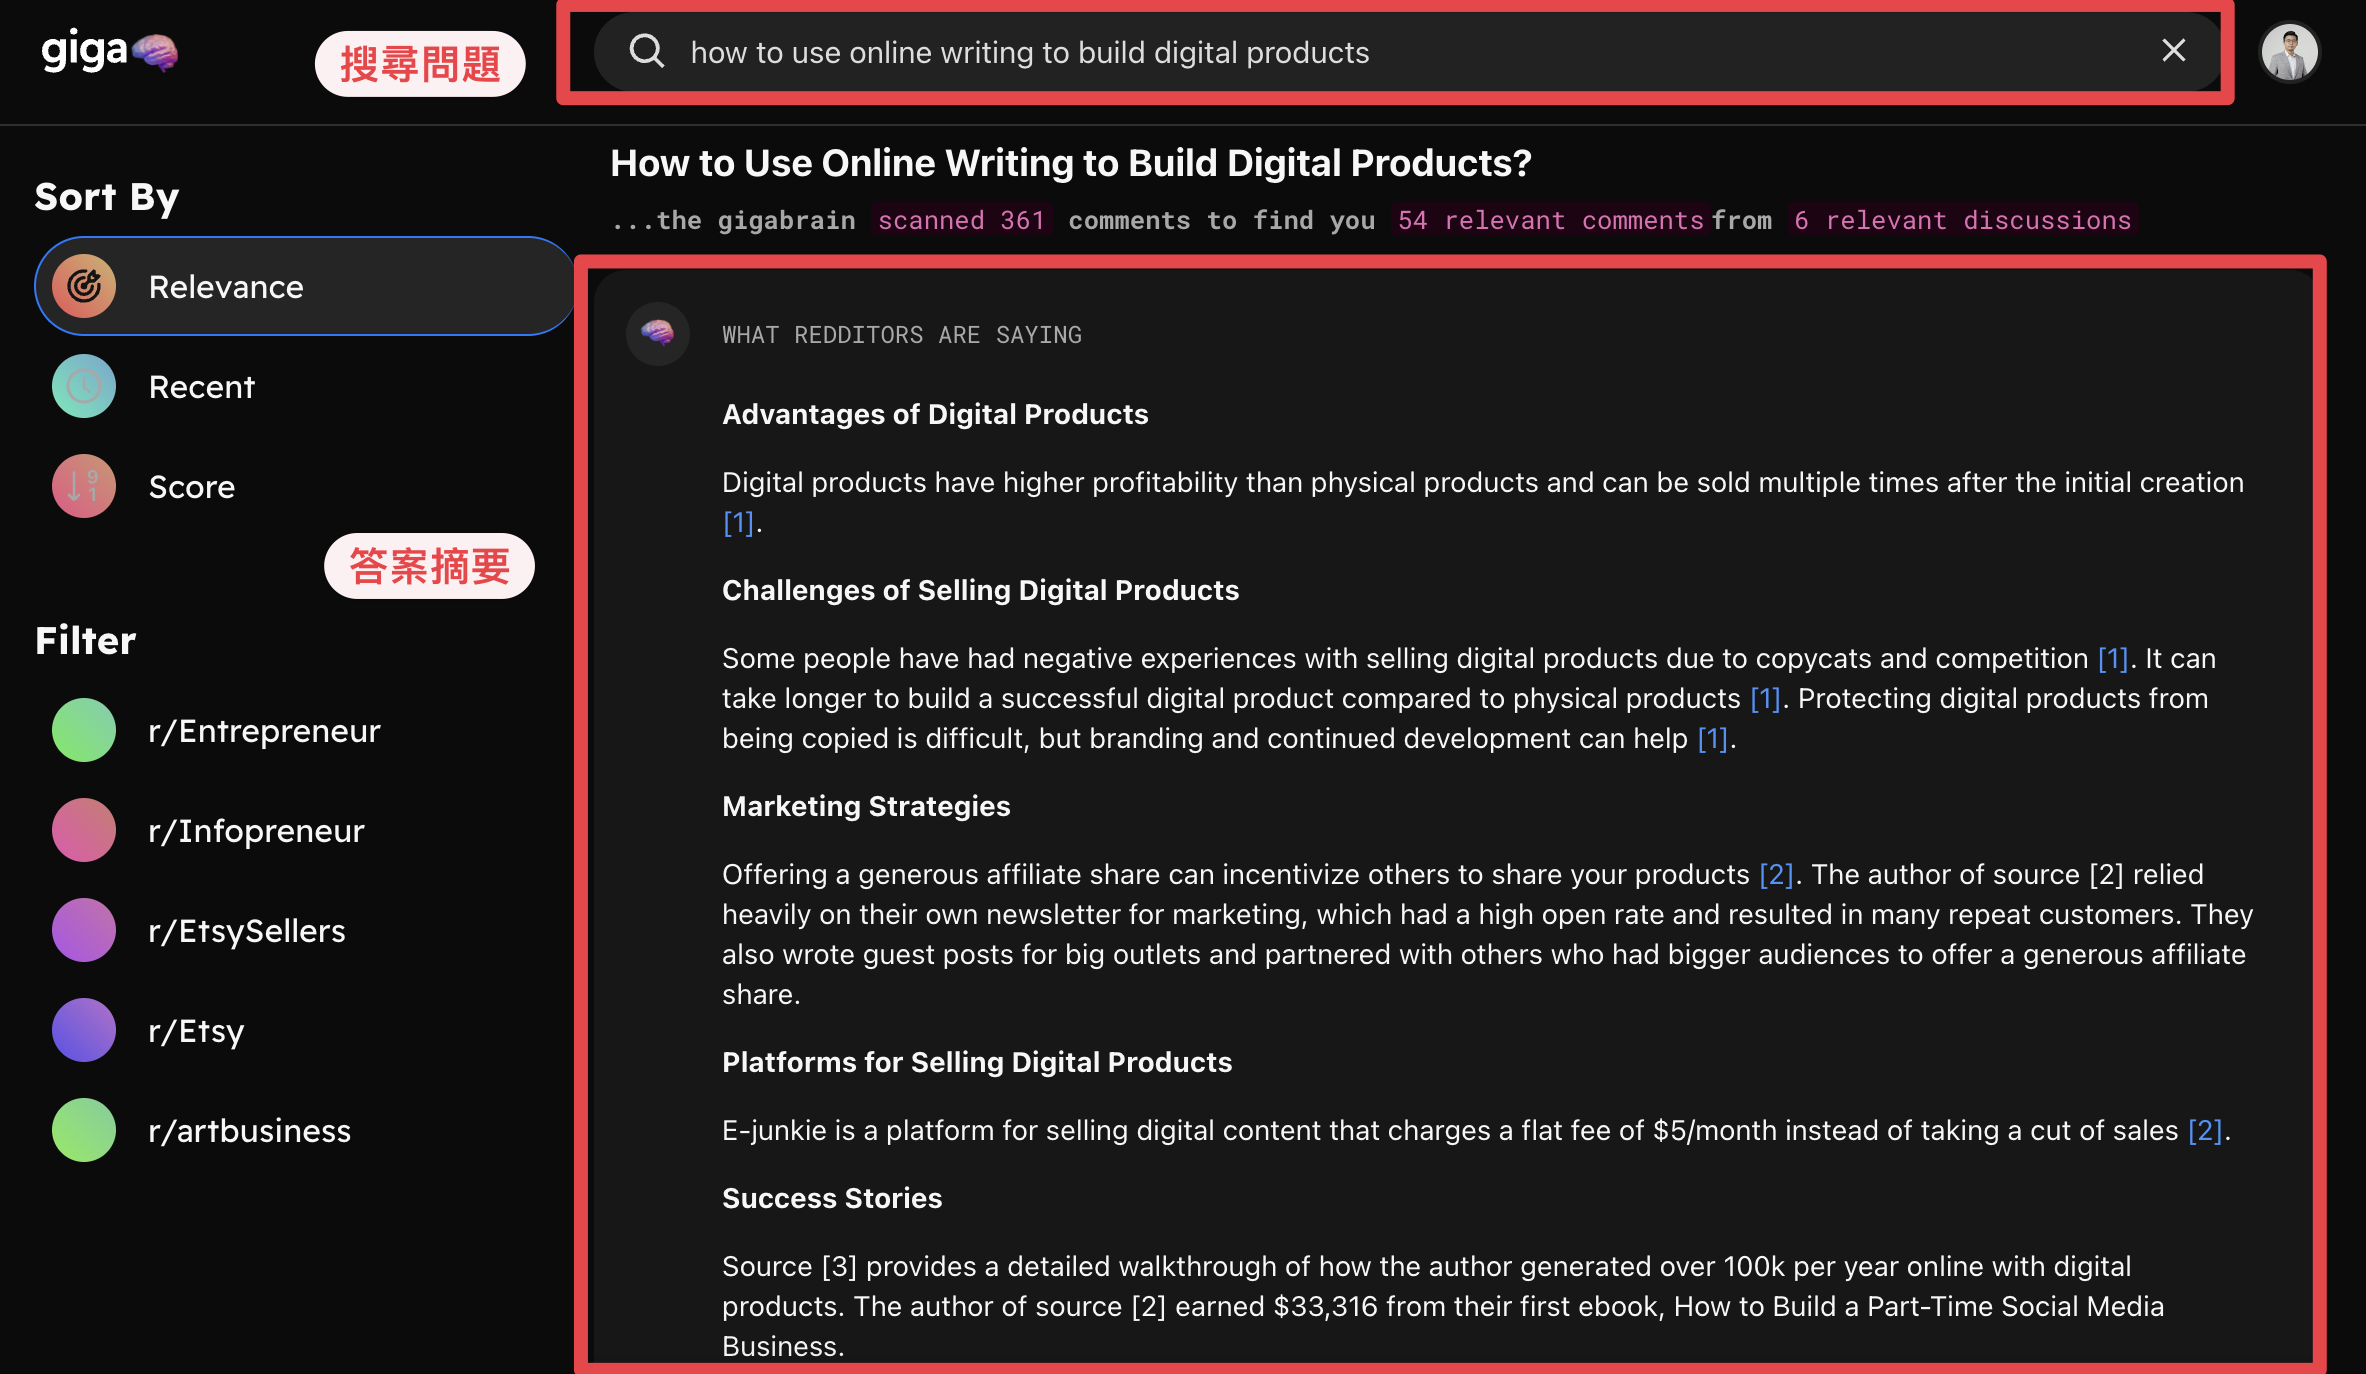 giga
搜尋問題
how to use online writing to build digital products
Sort By
Relevance
Recent
9
1
Score
答案摘要
Filter
r/Entrepreneur
r/Infopreneur
r/EtsySellers
r/Etsy
r/artbusiness
How to Use Online Writing to Build Digital Products?
...the gigabrain scanned 361 comments to find you 54 relevant comments from 6 relevant discussions
WHAT REDDITORS ARE SAYING
Advantages of Digital Products
Digital products have higher profitability than physical products and can be sold multiple times after the initial creation
[1].
Challenges of Selling Digital Products
Some people have had negative experiences with selling digital products due to copycats and competition [1]. It can
take longer to build a successful digital product compared to physical products [1]. Protecting digital products from
being copied is difficult, but branding and continued development can help [1].
Marketing Strategies
Offering a generous affiliate share can incentivize others to share your products [2]. The author of source [2] relied
heavily on their own newsletter for marketing, which had a high open rate and resulted in many repeat customers. They
also wrote guest posts for big outlets and partnered with others who had bigger audiences to offer a generous affiliate
share.
Platforms for Selling Digital Products
E-junkie is a platform for selling digital content that charges a flat fee of $5/month instead of taking a cut of sales [2].
Success Stories
Source [3] provides a detailed walkthrough of how the author generated over 100k per year online with digital
products. The author of source [2] earned $33,316 from their first ebook, How to Build a Part-Time Social Media
Business.